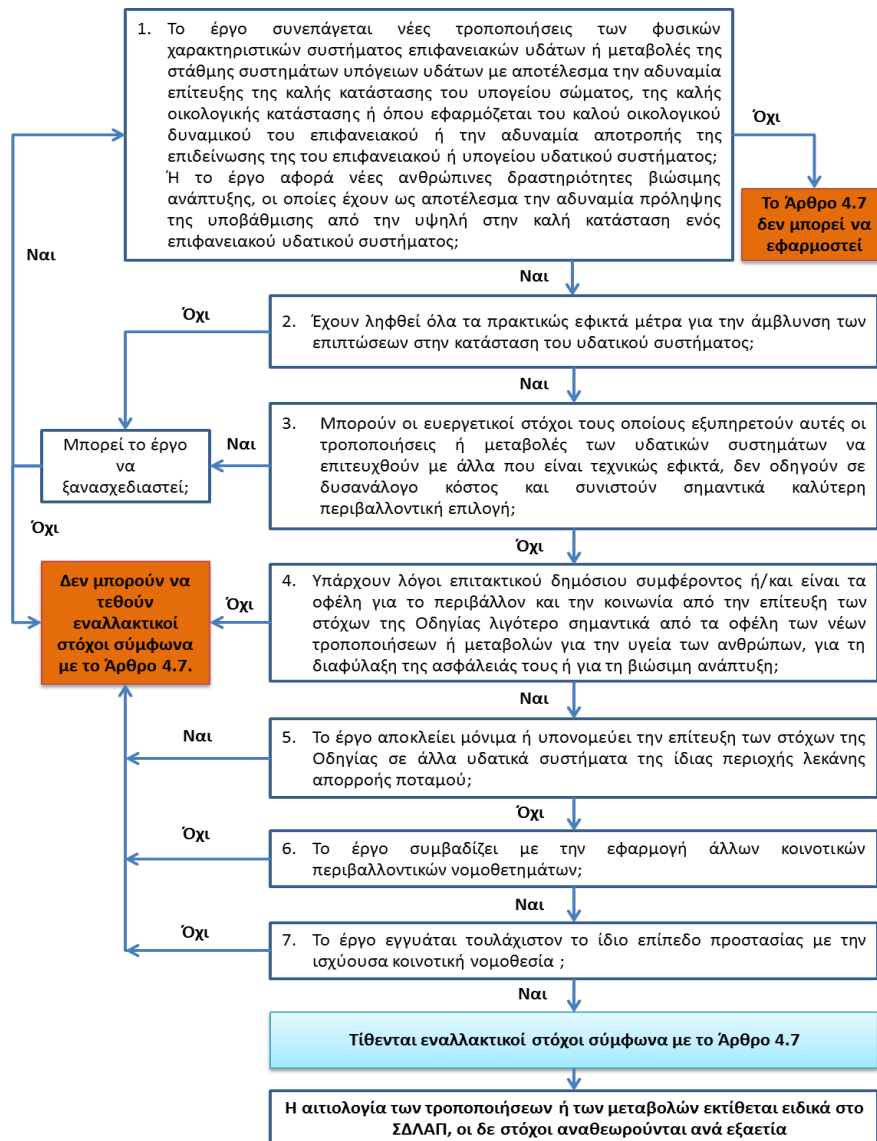 1. Το έργο συνεπάγεται νέες τροποποιήσεις των φυσικών
χαρακτηριστικών συστήματος επιφανειακών υδάτων ή μεταβολές της
στάθμης συστημάτων υπόγειων υδάτων με αποτέλεσμα την αδυναμία
επίτευξης της καλής κατάστασης του υπογείου σώματος, της καλής
οικολογικής κατάστασης ή όπου εφαρμόζεται του καλού οικολογικού
δυναμικού του επιφανειακού ή την αδυναμία αποτροπής της
επιδείνωσης της του επιφανειακού ή υπογείου υδατικού συστήματος;
Ή το έργο αφορά νέες ανθρώπινες δραστηριότητες βιώσιμης
ανάπτυξης, οι οποίες έχουν ως αποτέλεσμα την αδυναμία πρόληψης
της υποβάθμισης από την υψηλή στην καλή κατάσταση ενός
επιφανειακού υδατικού συστήματος;
Όχι
Το Άρθρο 4.7
δεν μπορεί να
εφαρμοστεί
Ναι
Ναι
Όχι
2. Έχουν ληφθεί όλα τα πρακτικώς εφικτά μέτρα για την άμβλυνση των
επιπτώσεων στην κατάσταση του υδατικού συστήματος;
Ναι
3. Μπορούν οι ευεργετικοί στόχοι τους οποίους εξυπηρετούν αυτές οι
τροποποιήσεις ή μεταβολές των υδατικών συστημάτων να
επιτευχθούν με άλλα που είναι τεχνικώς εφικτά, δεν οδηγούν σε
δυσανάλογο κόστος και συνιστούν σημαντικά καλύτερη
περιβαλλοντική επιλογή;
Ναι
Μπορεί το έργο
να
ξανασχεδιαστεί;
Όχι
Όχι
Δεν μπορούν να
τεθούν
εναλλακτικοί
στόχοι σύμφωνα
με το Άρθρο 4.7.
Όχι
4. Υπάρχουν λόγοι επιτακτικού δημόσιου συμφέροντος ή/και είναι τα
οφέλη για το περιβάλλον και την κοινωνία από την επίτευξη των
στόχων της Οδηγίας λιγότερο σημαντικά από τα οφέλη των νέων
τροποποιήσεων ή μεταβολών για την υγεία των ανθρώπων, για τη
διαφύλαξη της ασφάλειάς τους ή για τη βιώσιμη ανάπτυξη;
Ναι
Ναι
5. Το έργο αποκλείει μόνιμα ή υπονομεύει την επίτευξη των στόχων της
Οδηγίας σε άλλα υδατικά συστήματα της ίδιας περιοχής λεκάνης
απορροής ποταμού;
Όχι
Όχι
6. Το έργο συμβαδίζει με την εφαρμογή άλλων κοινοτικών
περιβαλλοντικών νομοθετημάτων;
Ναι
Όχι
7. Το έργο εγγυάται τουλάχιστον το ίδιο επίπεδο προστασίας με την
ισχύουσα κοινοτική νομοθεσία ;
Ναι
Τίθενται εναλλακτικοί στόχοι σύμφωνα με το Άρθρο 4.7
Η αιτιολογία των τροποποιήσεων ή των μεταβολών εκτίθεται ειδικά στο
ΣΔΛΑΠ, οι δε στόχοι αναθεωρούνται ανά εξαετία